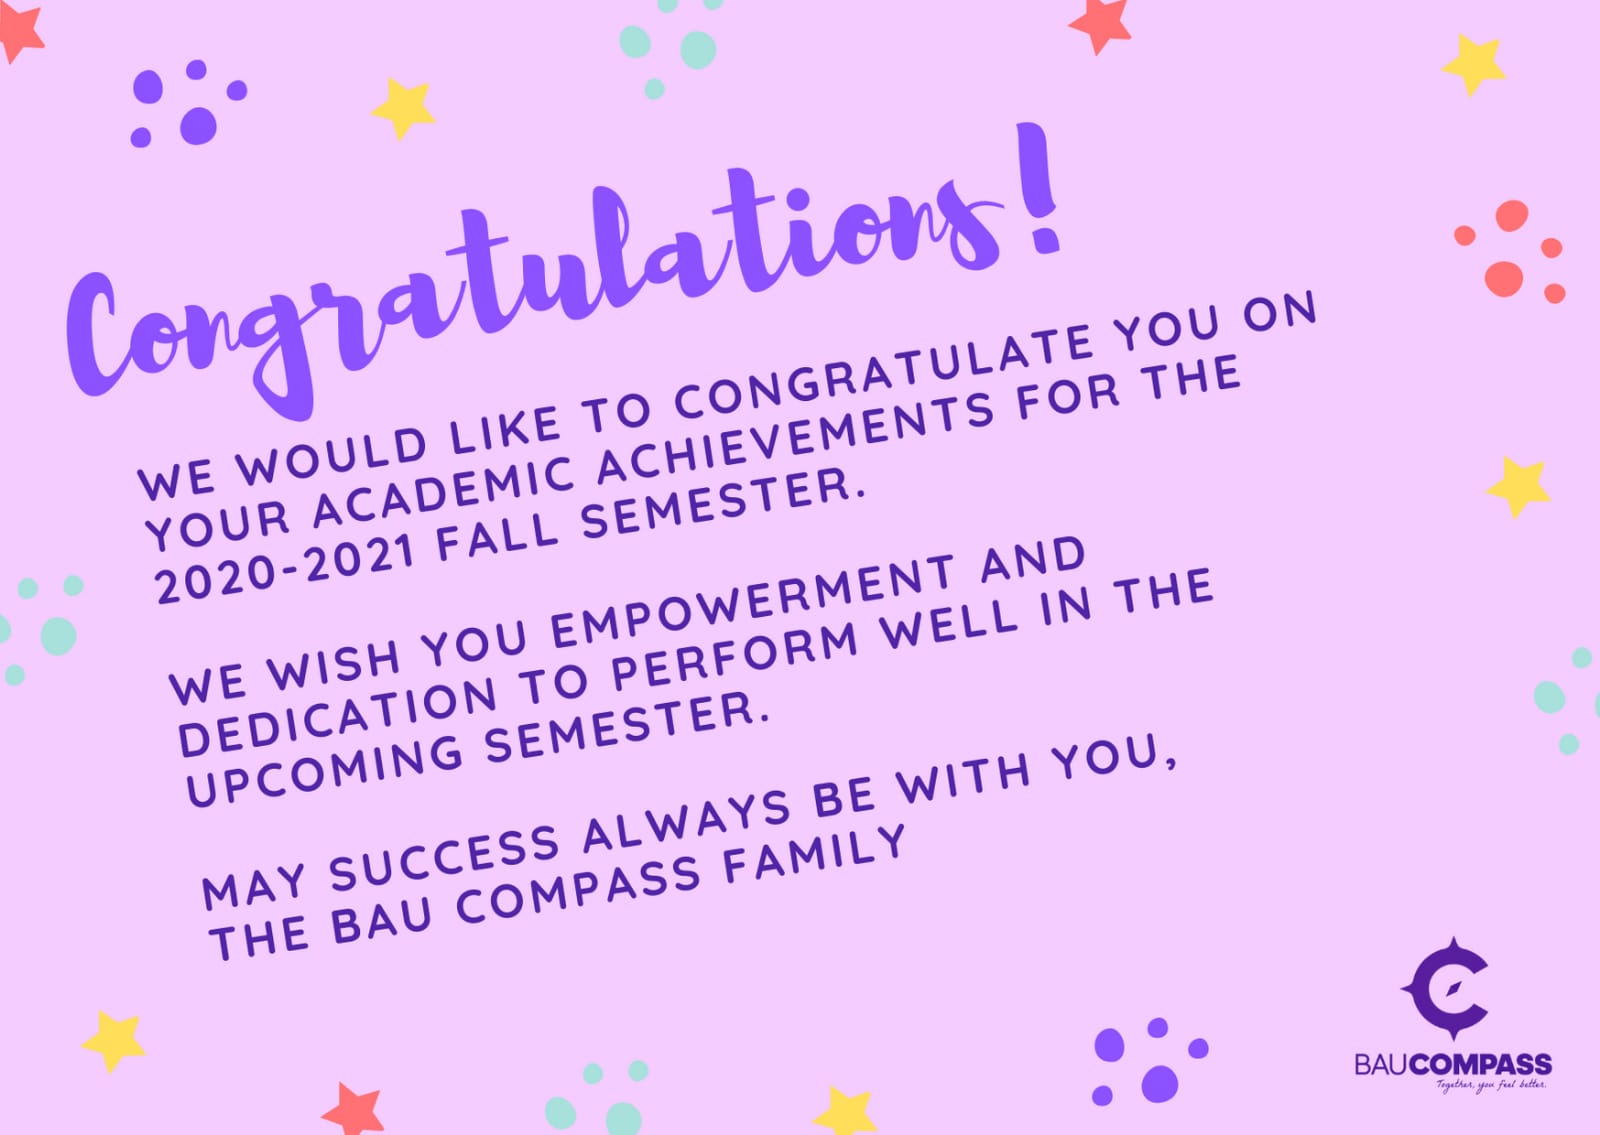 Congratulations!
WE WOULD LIKE TO CONGRATULATE YOU ON
YOUR ACADEMIC ACHIEVEMENTS FOR THE
2020-2021 FALL SEMESTER.
WE WISH YOU EMPOWERMENT AND
DEDICATION TO PERFORM WELL IN THE
UPCOMING SEMESTER.
MAY SUCCESS ALWAYS BE WITH YOU,
THE BAU COMPASS FAMILY
BAUCOMPASS
Together, you feel better.